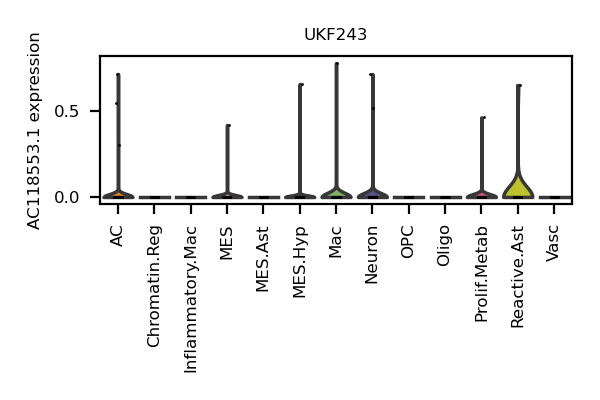 UKF243
AC118553.1 expression
0.5
0.0
AC
Chromatin.Reg
Inflammatory.Mac
MES
MES.Ast
MES.Hyp
Mac
Neuron
OPC
Oligo
Prolif.Metab
Reactive.Ast
Vasc